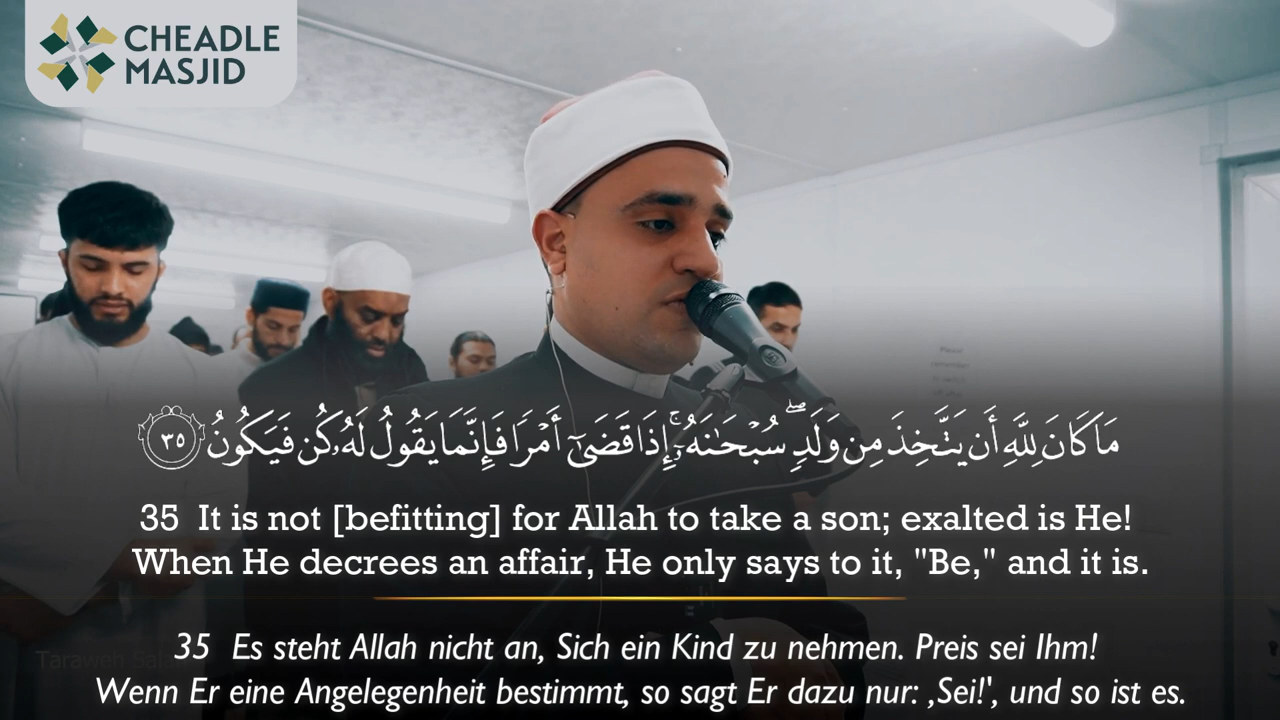 CHEADLE
MASJID
مَا كَانَ لِلَّهِ أَن يَتَّخِذَ مِن وَلَدٍ ۖ سُبْحَـٰنَهُۥٓ ۚ إِذَا قَضَىٰٓ أَمْرًا فَإِنَّمَا يَقُولُ لَهُۥ كُن فَيَكُونُ ٣٥
35 It is not [befitting] for Allah to take a son; exalted is He!
When He decrees an affair, He only says to it, "Be," and it is.
35 Es steht Allah nicht an, Sich ein Kind zu nehmen. Preis sei Ihm!
Wenn Er eine Angelegenheit bestimmt, so sagt Er dazu nur: ,Sei!', und so ist es.